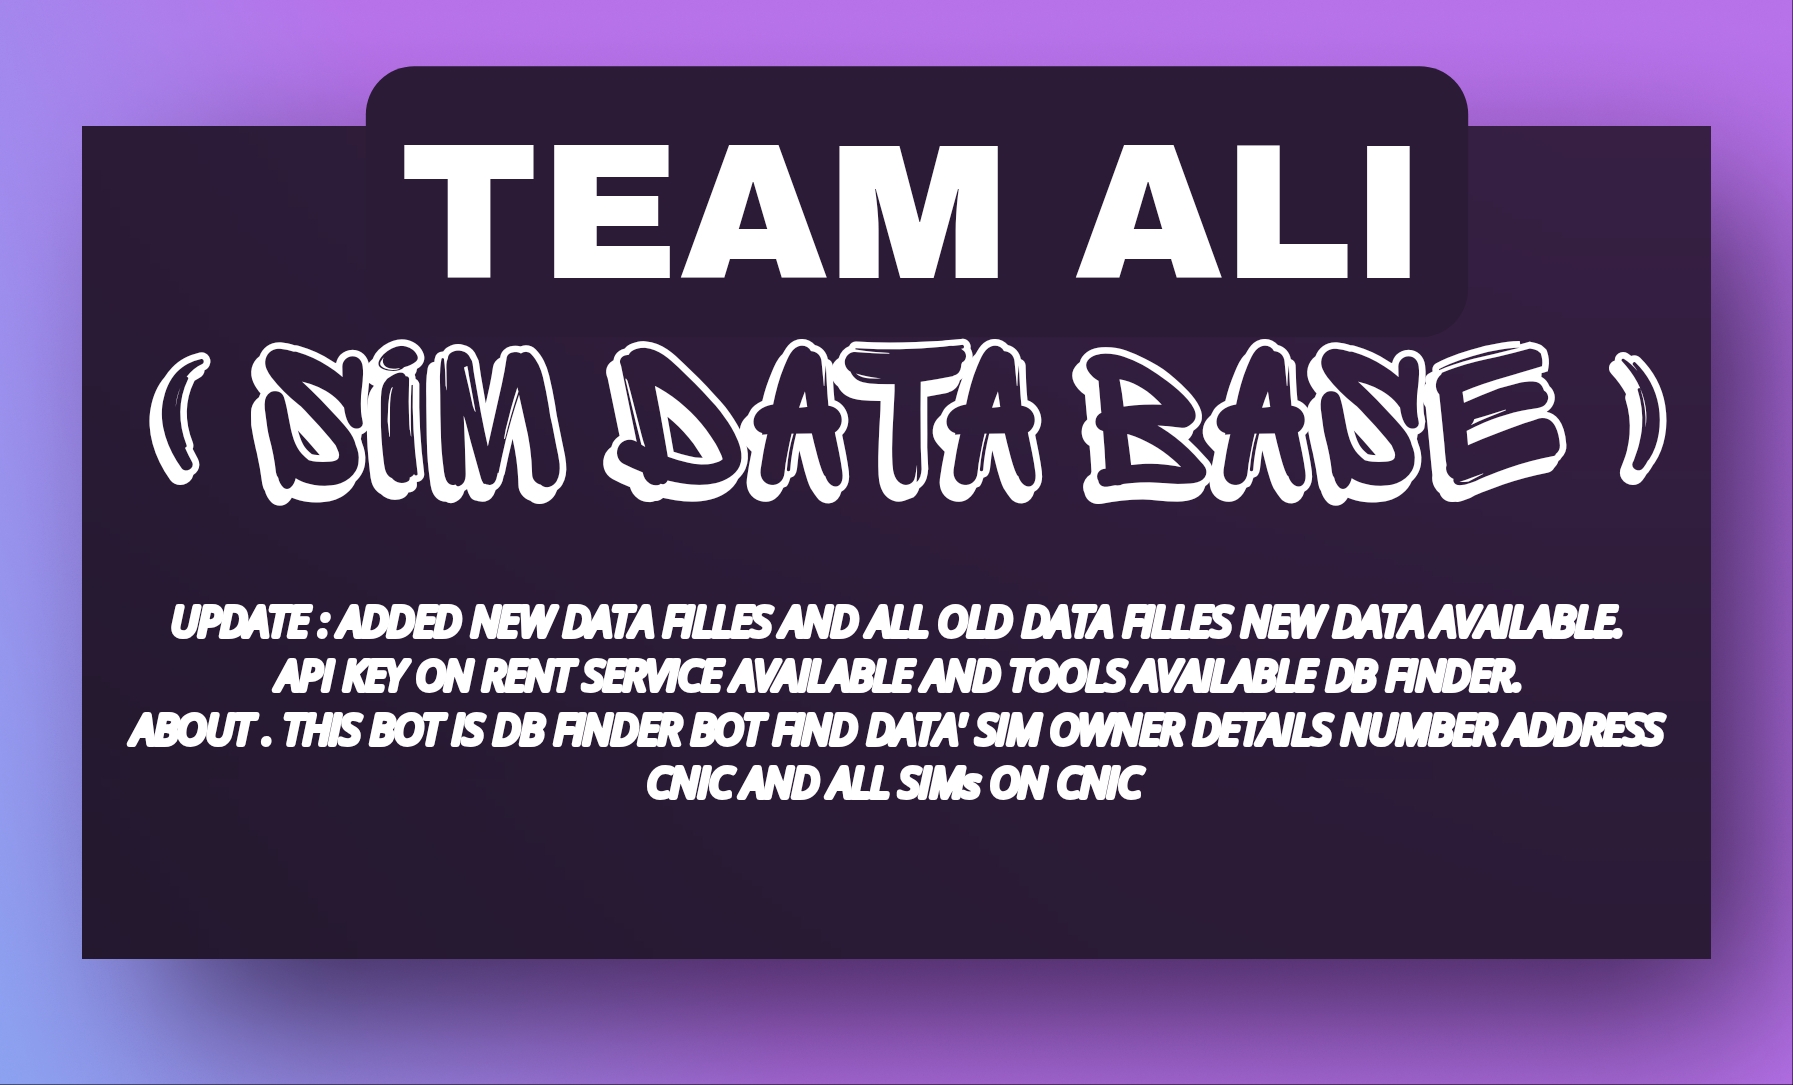 TEAM ALI
( SiM DATA BASE )
UPDATE : ADDED NEW DATA FILLES AND ALL OLD DATA FILLES NEW DATA AVAILABLE.
API KEY ON RENT SERVICE AVAILABLE AND TOOLS AVAILABLE DB FINDER.
ABOUT . THIS BOT IS DB FINDER BOT FIND DATA' SIM OWNER DETAILS NUMBER ADDRESS
CNIC AND ALL SIMs ON CNIC